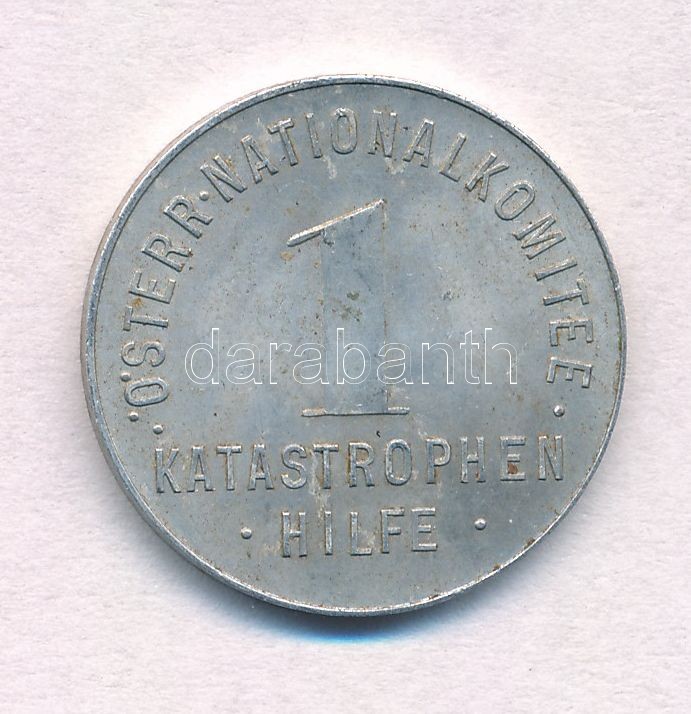 ·ÖSTERR·NATIONALKOMITEE·
1
darabanth
KATASTROPHEN
· HILFE ·